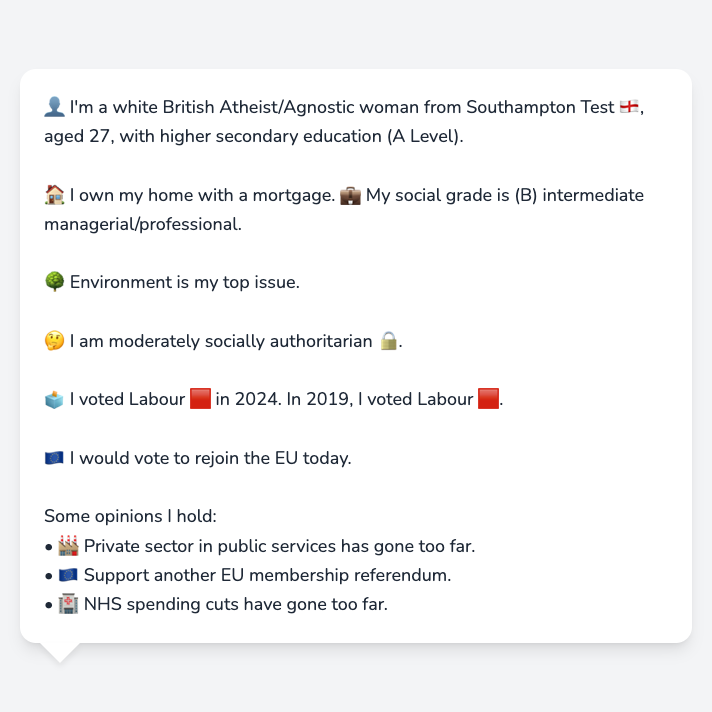 👤 I'm a white British Atheist/Agnostic woman from Southampton Test 🏴󠁧󠁢󠁥󠁮󠁧󠁿,
aged 27, with higher secondary education (A Level).
🏠 I own my home with a mortgage. 💼 My social grade is (B) intermediate
managerial/professional.
🌳 Environment is my top issue.
🤔 I am moderately socially authoritarian 🔒.
🗳️ I voted Labour 🟥 in 2024. In 2019, I voted Labour 🟥.
🇪🇺 I would vote to rejoin the EU today.
Some opinions I hold:
• 🏭 Private sector in public services has gone too far.
• 🇪🇺 Support another EU membership referendum.
• 🏥 NHS spending cuts have gone too far.